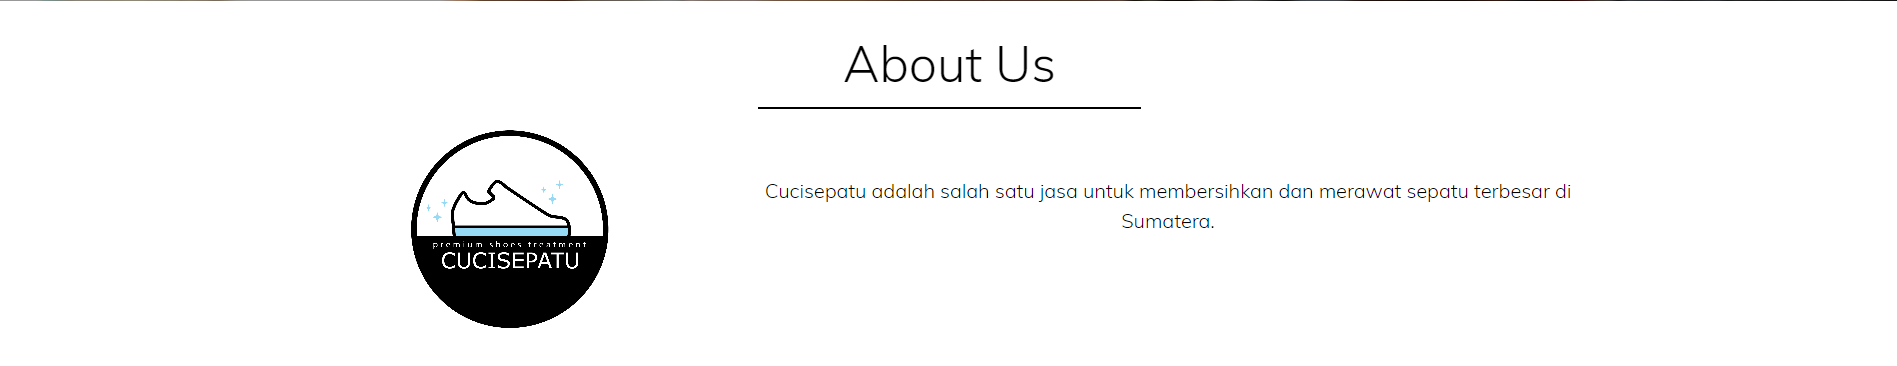 About Us
premium shoes treatment
CUCISEPATU
Cucisepatu adalah salah satu jasa untuk membersihkan dan merawat sepatu terbesar di
Sumatera.